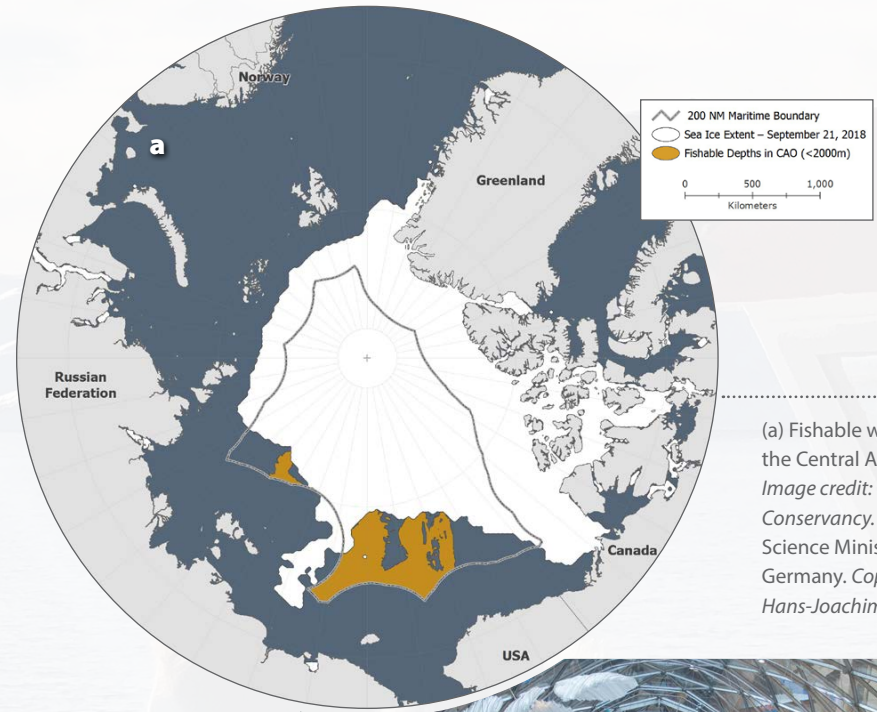 Norway
a
200 NM Maritime Boundary
Sea Ice Extent – September 21, 2018
Fishable Depths in CAO (<2000m)
0 500 1,000
Kilometers
Greenland
Russian
Federation
Canada
USA
(a) Fishable w
the Central A
Image credit:
Conservancy.
Science Minis
Germany. Cop
Hans-Joachim